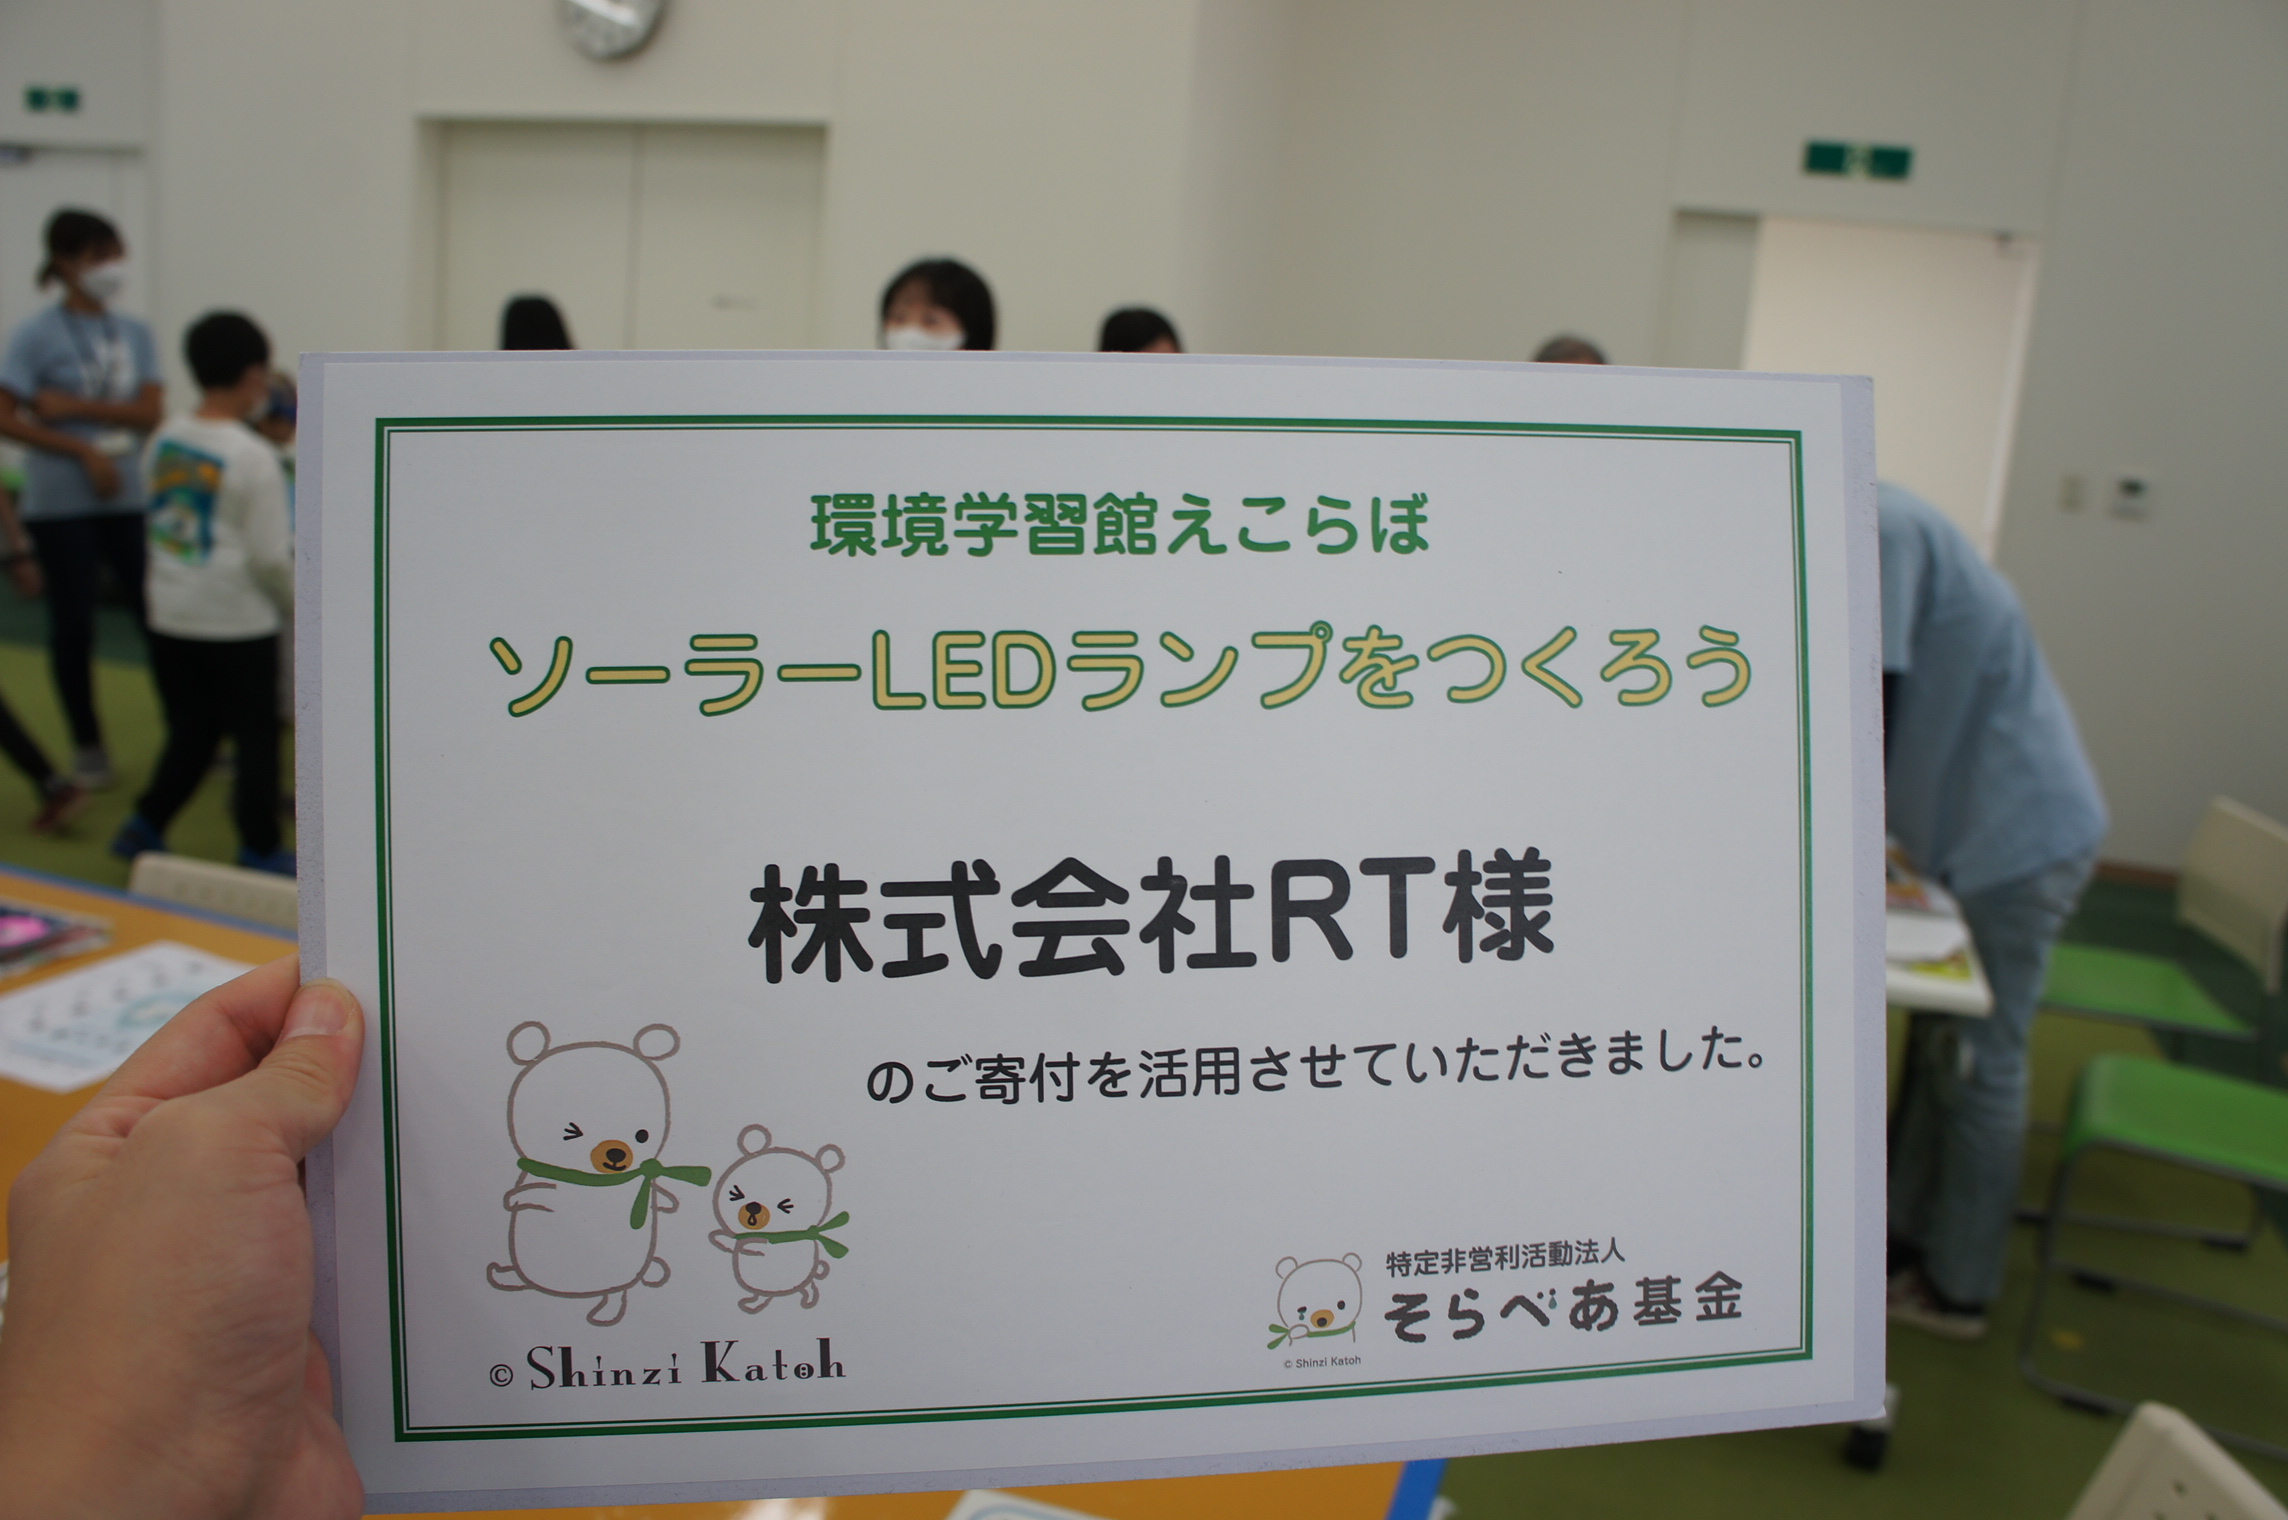 環境学習館えこらぼ
ソーラーLEDランプをつくろう
株式会社RT様
のご寄付を活用させていただきました。
© Shinzi Katoh
特定非営利活動法人
そらべあ基金
© Shinzi Katoh